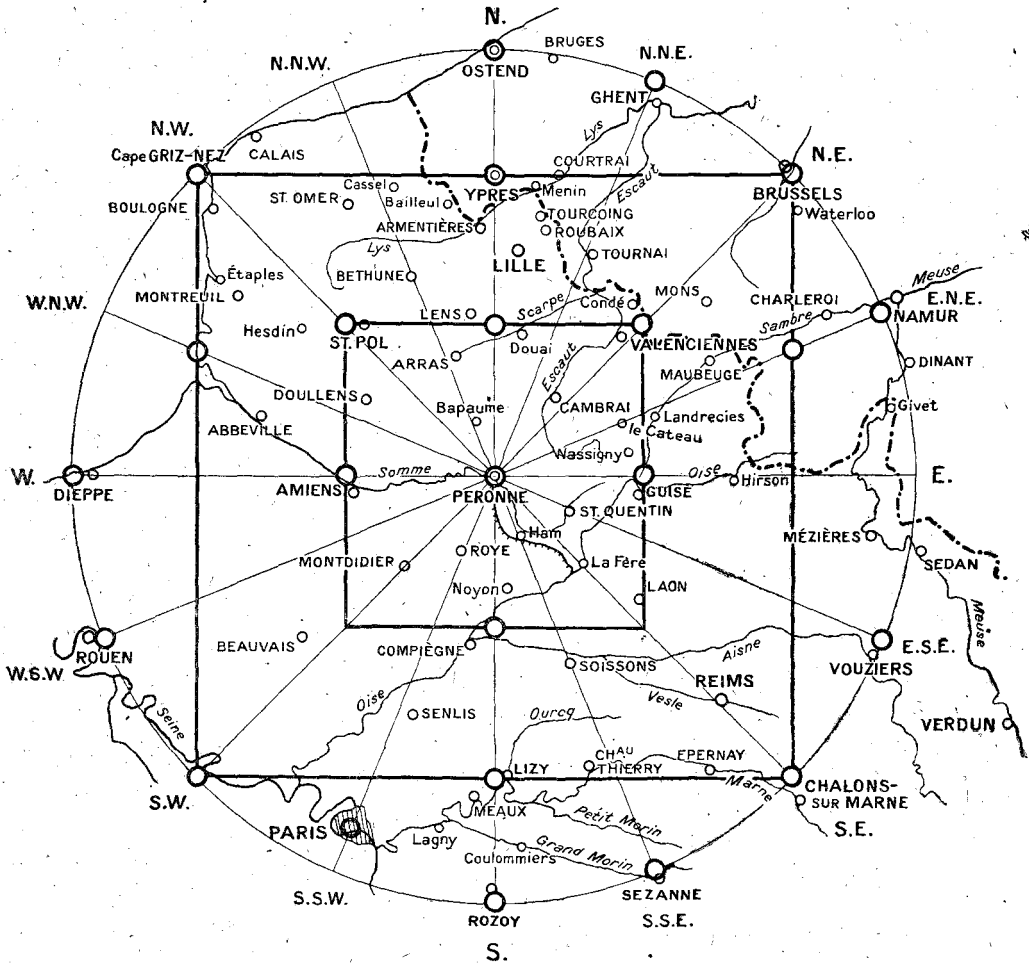 N.
BRUGES
N.N.W.
OSTEND
N.N.E.
GHENT
N.W.
Lys
Cape GRIZ-NEZ
CALAIS
COURTRAI
N.E.
Cassel
YPRES
Menin
Escaut
BRUSSELS
BOULOGNE
ST. OMER
Bailleul
TOURCOING
Waterloo
ARMENTIÈRES
ROUBAIX
Lys
LILLE
TOURNAI
Étaples
BETHUNE
Meuse
W.N.W.
MONTREUIL
Condé
MONS
CHARLEROI
E.N.E.
Hesdin
LENS
Scarpe
Sambre
NAMUR
ST. POL
Douai
VALENCIENNES
ARRAS
Escaut
MAUBEUGE
DINANT
DOULLENS
Bapaume
CAMBRAI
Landrecies
Givet
ABBEVILLE
le Cateau
Nassigny
W.
Somme
Oise
E.
DIEPPE
AMIENS
PERONNE
GUISE
Hirson
ST. QUENTIN
Ham
MÉZIÈRES
ROYE
MONTDIDIER
La Fère
SEDAN
Noyon
LAON
Meuse
ROUEN
BEAUVAIS
COMPIÈGNE
Aisne
E.S.E.
W.S.W.
SOISSONS
VOUZIERS
Oise
REIMS
Seine
SENLIS
Ourcq
Vesle
VERDUN
CHAU
THIERRY
EPERNAY
LIZY
Marne
CHALONS-
SUR MARNE
S.W.
MEAUX
Petit Morin
S.E.
PARIS
Lagny
Grand Morin
Coulommiers
S.S.W.
SEZANNE
ROZOY
S.S.E.
S.